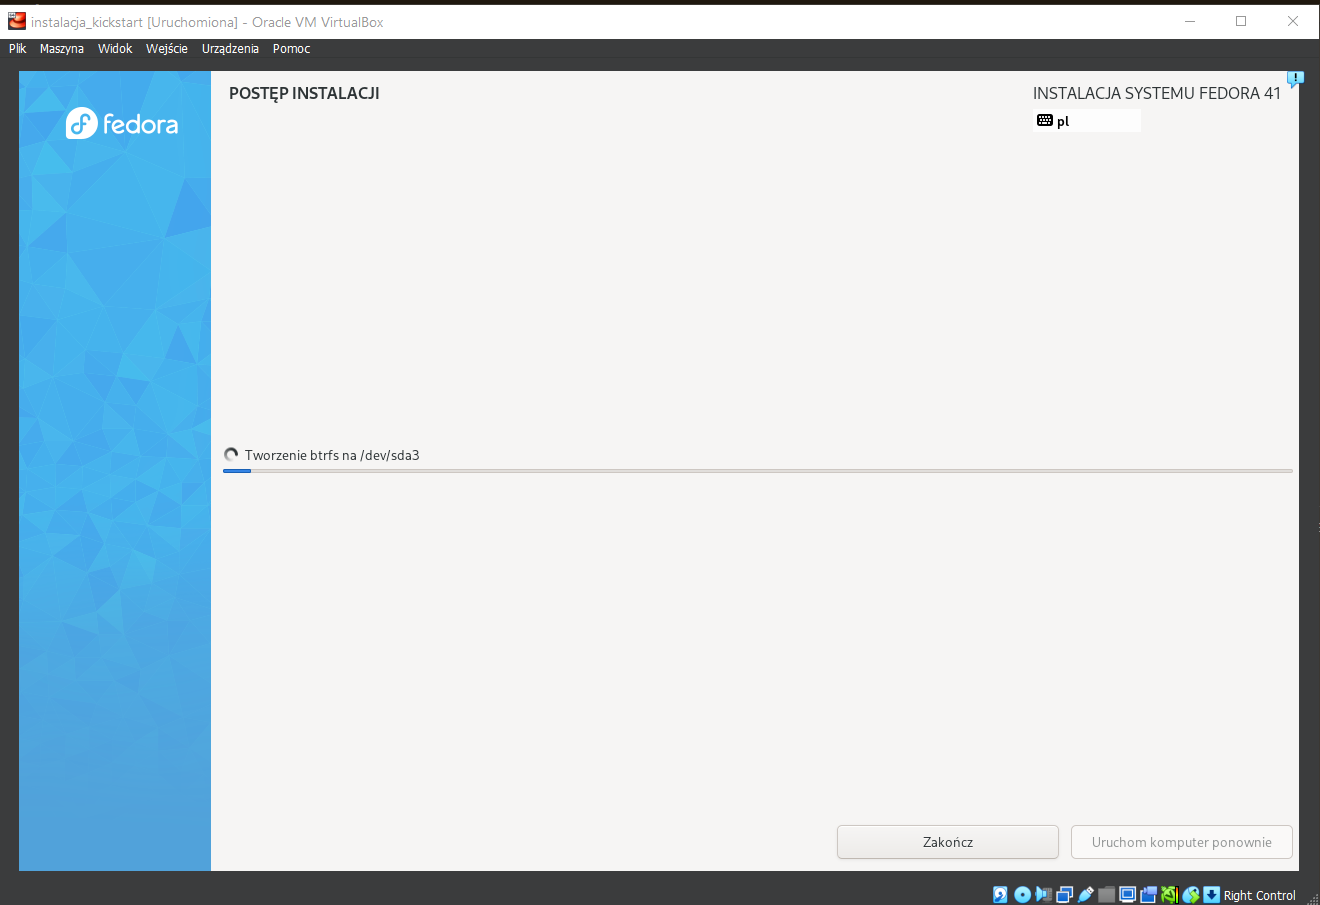 instalacja_kickstart [Uruchomiona] - Oracle VM VirtualBox
Plik Maszyna Widok Wejście Urządzenia Pomoc
fedora
POSTĘP INSTALACJI
INSTALACJA SYSTEMU FEDORA 41
pl
Tworzenie btrfs na /dev/sda3
Zakończ
Uruchom komputer ponownie
Right Control